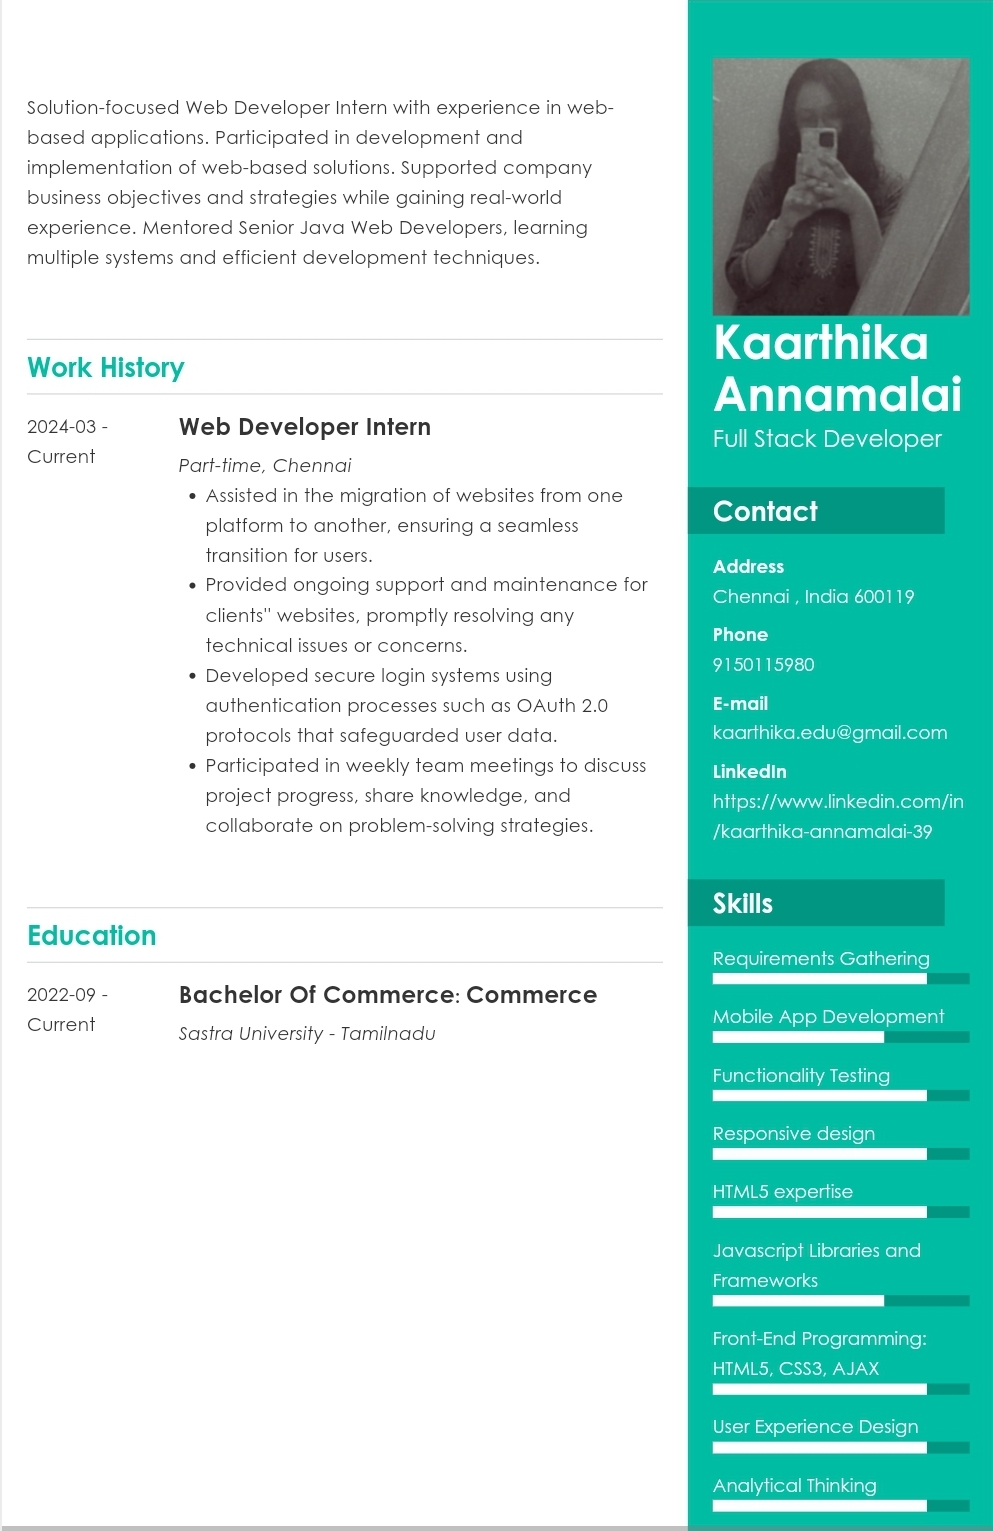 Solution-focused Web Developer Intern with experience in web-
based applications. Participated in development and
implementation of web-based solutions. Supported company
business objectives and strategies while gaining real-world
experience. Mentored Senior Java Web Developers, learning
multiple systems and efficient development techniques.
Work History
2024-03 -
Current
Web Developer Intern
Part-time, Chennai
• Assisted in the migration of websites from one
platform to another, ensuring a seamless
transition for users.
• Provided ongoing support and maintenance for
clients" websites, promptly resolving any
technical issues or concerns.
• Developed secure login systems using
authentication processes such as OAuth 2.0
protocols that safeguarded user data.
• Participated in weekly team meetings to discuss
project progress, share knowledge, and
collaborate on problem-solving strategies.
Education
2022-09 -
Current
Bachelor Of Commerce: Commerce
Sastra University - Tamilnadu
Kaarthika
Annamalai
Full Stack Developer
Contact
Address
Chennai , India 600119
Phone
9150115980
E-mail
kaarthika.edu@gmail.com
LinkedIn
https://www.linkedin.com/in
/kaarthika-annamalai-39
Skills
Requirements Gathering
Mobile App Development
Functionality Testing
Responsive design
HTML5 expertise
Javascript Libraries and
Frameworks
Front-End Programming:
HTML5, CSS3, AJAX
User Experience Design
Analytical Thinking